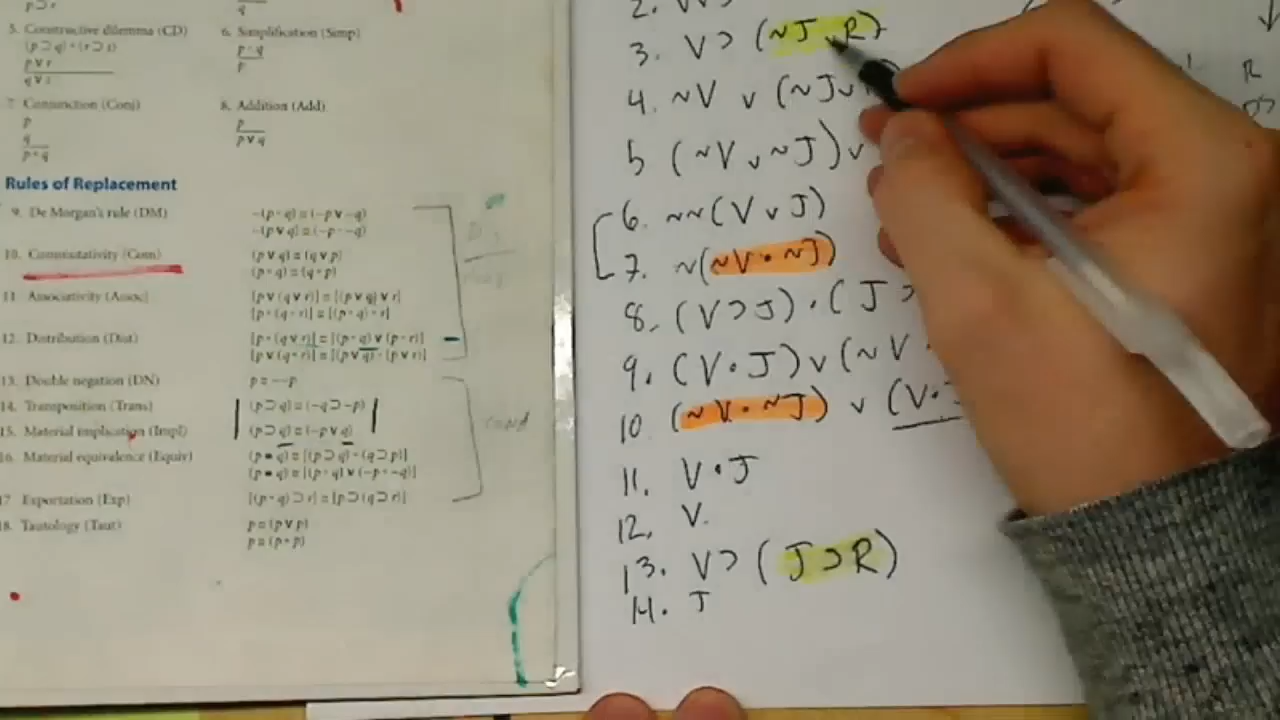 p ⊃ r
q
5. Constructive dilemma (CD)
(p ⊃ q) • (r ⊃ s)
p v r
q v s
6. Simplification (Simp)
p • q
p
7. Conjunction (Conj)
p
q
p • q
8. Addition (Add)
p
p v q
Rules of Replacement
9. De Morgan's rule (DM)
~(p • q) ≡ (~p v ~q)
~(p v q) ≡ (~p • ~q)
10. Commutativity (Com)
(p v q) ≡ (q v p)
(p • q) ≡ (q • p)
11. Associativity (Assoc)
[p v (q v r)] ≡ [(p v q) v r]
[p • (q • r)] ≡ [(p • q) • r]
12. Distribution (Dist)
[p • (q v r)] ≡ [(p • q) v (p • r)]
[p v (q • r)] ≡ [(p v q) • (p v r)]
13. Double negation (DN)
p ≡ ~~p
14. Transposition (Trans)
(p ⊃ q) ≡ (~q ⊃ ~p)
15. Material implication (Impl)
(p ⊃ q) ≡ (~p v q)
16. Material equivalence (Equiv)
(p ≡ q) ≡ [(p ⊃ q) • (q ⊃ p)]
(p ≡ q) ≡ [(p • q) v (~p • ~q)]
17 Exportation (Exp)
[(p • q) ⊃ r] ≡ [p ⊃ (q ⊃ r)]
18. Tautology (Taut)
p ≡ (p v p)
p ≡ (p • p)
cond
2.
3. V ⊃ (~J v R)
4. ~V v (~J v
5 (~V v ~J) v
6. ~~(V v J)
7. ~(~V • ~J)
8. (V ⊃ J) • (J ⊃
9. (V • J) v (~V
10 (~V • ~J) v (V • J
11. V • J
12. V.
13. V ⊃ (J ⊃ R)
14. J
R